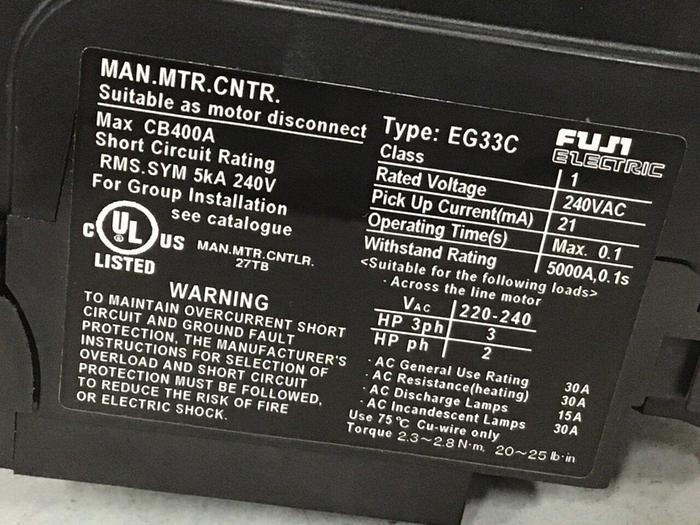 MAN.MTR.CNTR.
Suitable as motor disconnect
Max CB400A
Short Circuit Rating
RMS.SYM 5kA 240V
For Group Installation
see catalogue
C UL US
®
LISTED
MAN.MTR.CNTLR.
27TB
WARNING
TO MAINTAIN OVERCURRENT SHORT
CIRCUIT AND GROUND FAULT
PROTECTION, THE MANUFACTURER'S
INSTRUCTIONS FOR SELECTION OF
OVERLOAD AND SHORT CIRCUIT
PROTECTION MUST BE FOLLOWED,
TO REDUCE THE RISK OF FIRE
OR ELECTRIC SHOCK.
Type: EG33C
FUJI
ELECTRIC
Class 1
Rated Voltage 240VAC
Pick Up Current(mA) 21
Operating Time(s) Max. 0.1
Withstand Rating 5000A,0.1s
<Suitable for the following loads>
· Across the line motor
VAC 220-240
HP 3ph 3
HP ph 2
· AC General Use Rating 30A
· AC Resistance(heating) 30A
· AC Discharge Lamps 15A
· AC Incandescent Lamps 30A
Use 75℃ Cu-wire only
Torque 2.3~2.8N·m, 20~25 lb·in